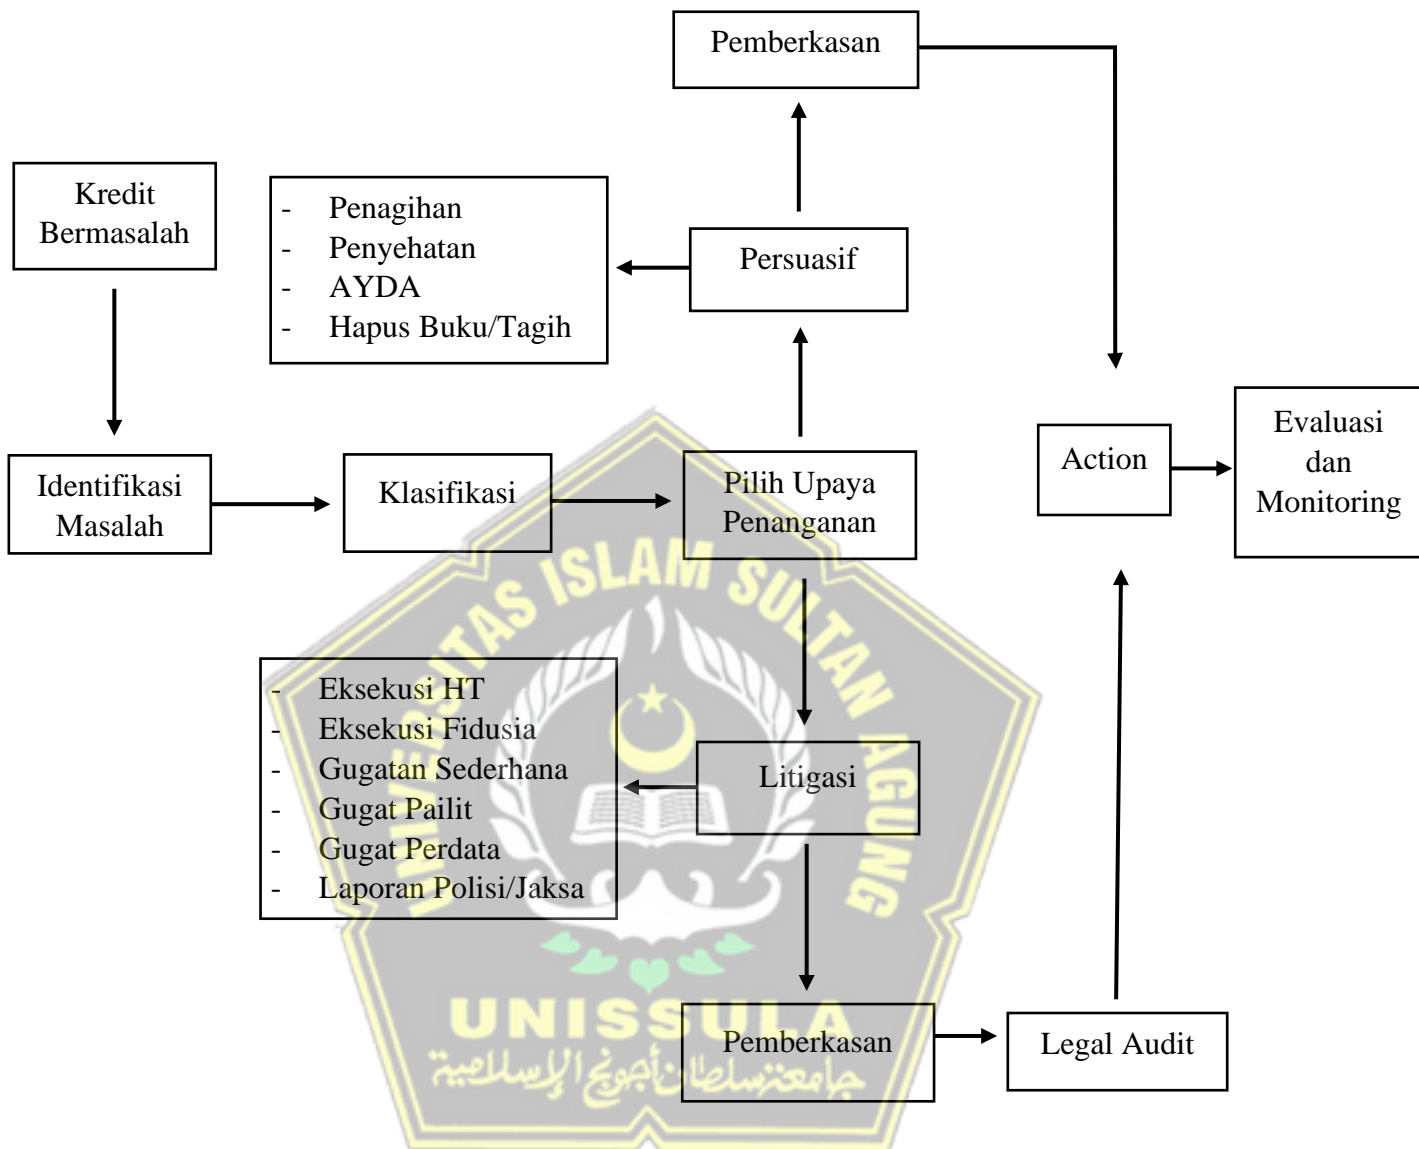 Pemberkasan
Kredit
Bermasalah
- Penagihan
- Penyehatan
- AYDA
- Hapus Buku/Tagih
Persuasif
Identifikasi
Masalah
Klasifikasi
Pilih Upaya
Penanganan
Action
Evaluasi
dan
Monitoring
UNIVERSITAS ISLAM SULTAN AGUNG
- Eksekusi HT
- Eksekusi Fidusia
- Gugatan Sederhana
- Gugat Pailit
- Gugat Perdata
- Laporan Polisi/Jaksa
Litigasi
UNISSULA
جامعة سلطان أجونج الإسلامية
Pemberkasan
Legal Audit